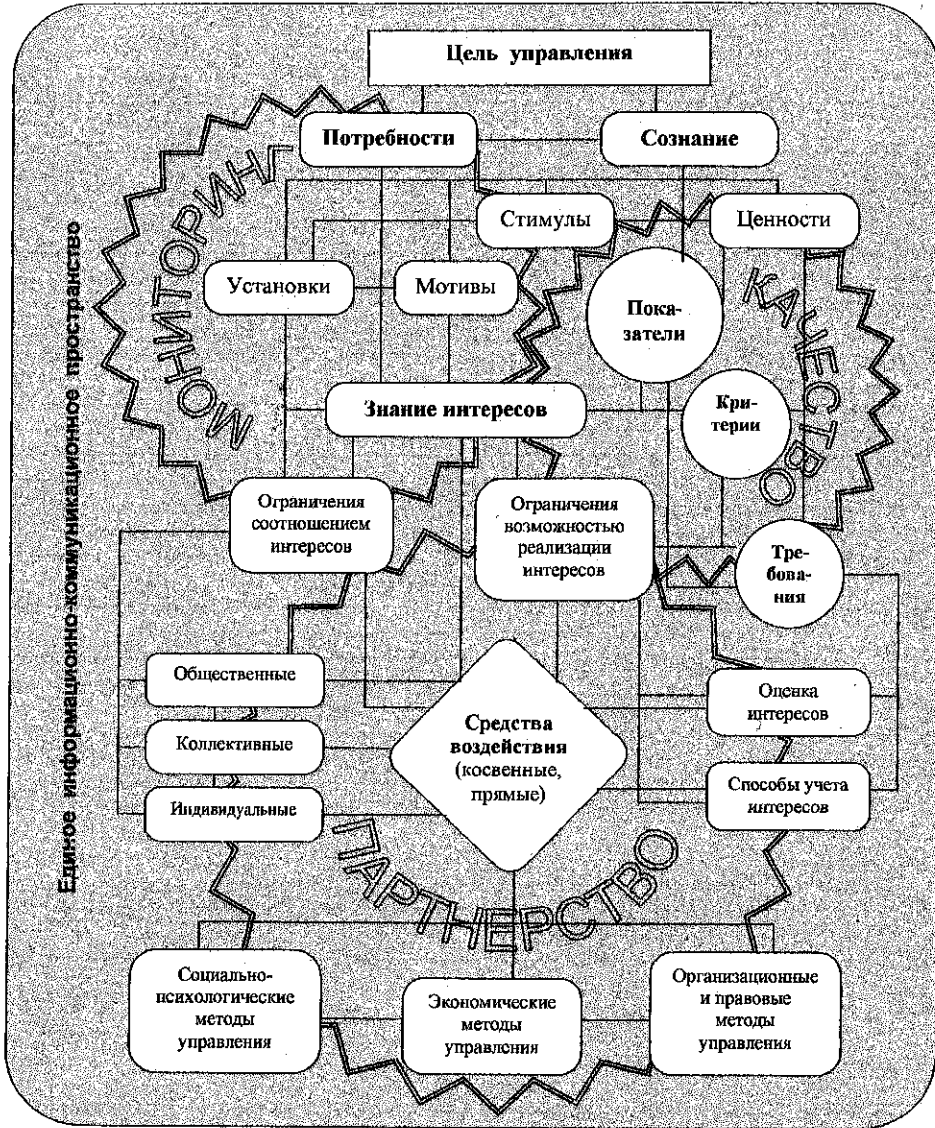 Цель управления
Потребности
Сознание
МОНИТОРИНГ
Стимулы
Ценности
Установки
Мотивы
Пока-
затели
КАЧЕСТВО
Знание интересов
Кри-
терии
Ограничения
соотношением
интересов
Ограничения
возможностью
реализации
интересов
Тре-
бова-
ния
Единое информационно-коммуникационное пространство
Общественные
Коллективные
Индивидуальные
Средства
воздействия
(косвенные,
прямые)
Оценка
интересов
Способы учета
интересов
ПАРТНЕРСТВО
Социально-
психологические
методы
управления
Экономические
методы
управления
Организационные
и правовые
методы
управления